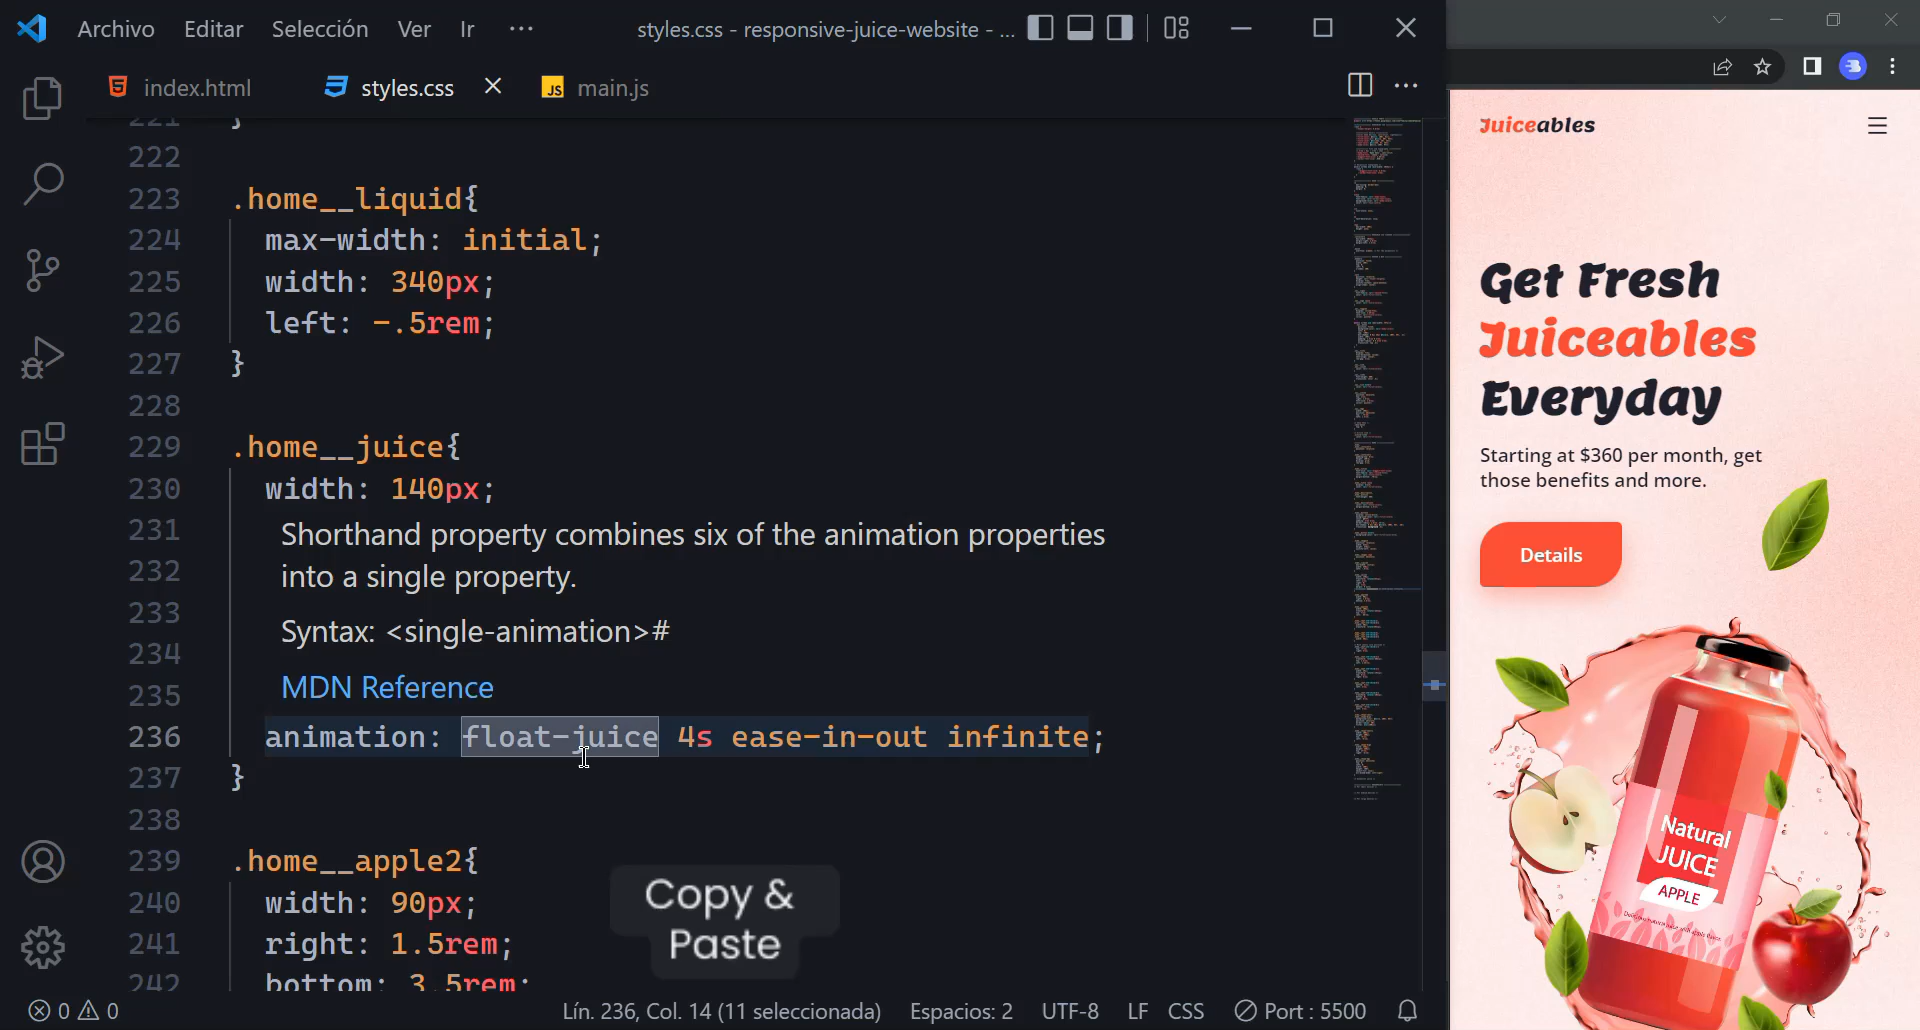 Archivo Editar Selección Ver Ir ··· styles.css - responsive-juice-website - ...
index.html styles.css main.js
221 }
222
223 .home__liquid{
224 max-width: initial;
225 width: 340px;
226 left: -.5rem;
227 }
228
229 .home__juice{
230 width: 140px;
231 Shorthand property combines six of the animation properties
232 into a single property.
233
234 Syntax: <single-animation>#
235 MDN Reference
236 animation: float-juice 4s ease-in-out infinite;
237 }
238
239 .home__apple2{
240 width: 90px;
241 right: 1.5rem;
242 bottom: 3.5rem;
Copy &
Paste
0 0 Lín. 236, Col. 14 (11 seleccionada) Espacios: 2 UTF-8 LF CSS Port : 5500
Juiceables
Get Fresh
Juiceables
Everyday
Starting at $360 per month, get
those benefits and more.
Details
Natural
JUICE
APPLE